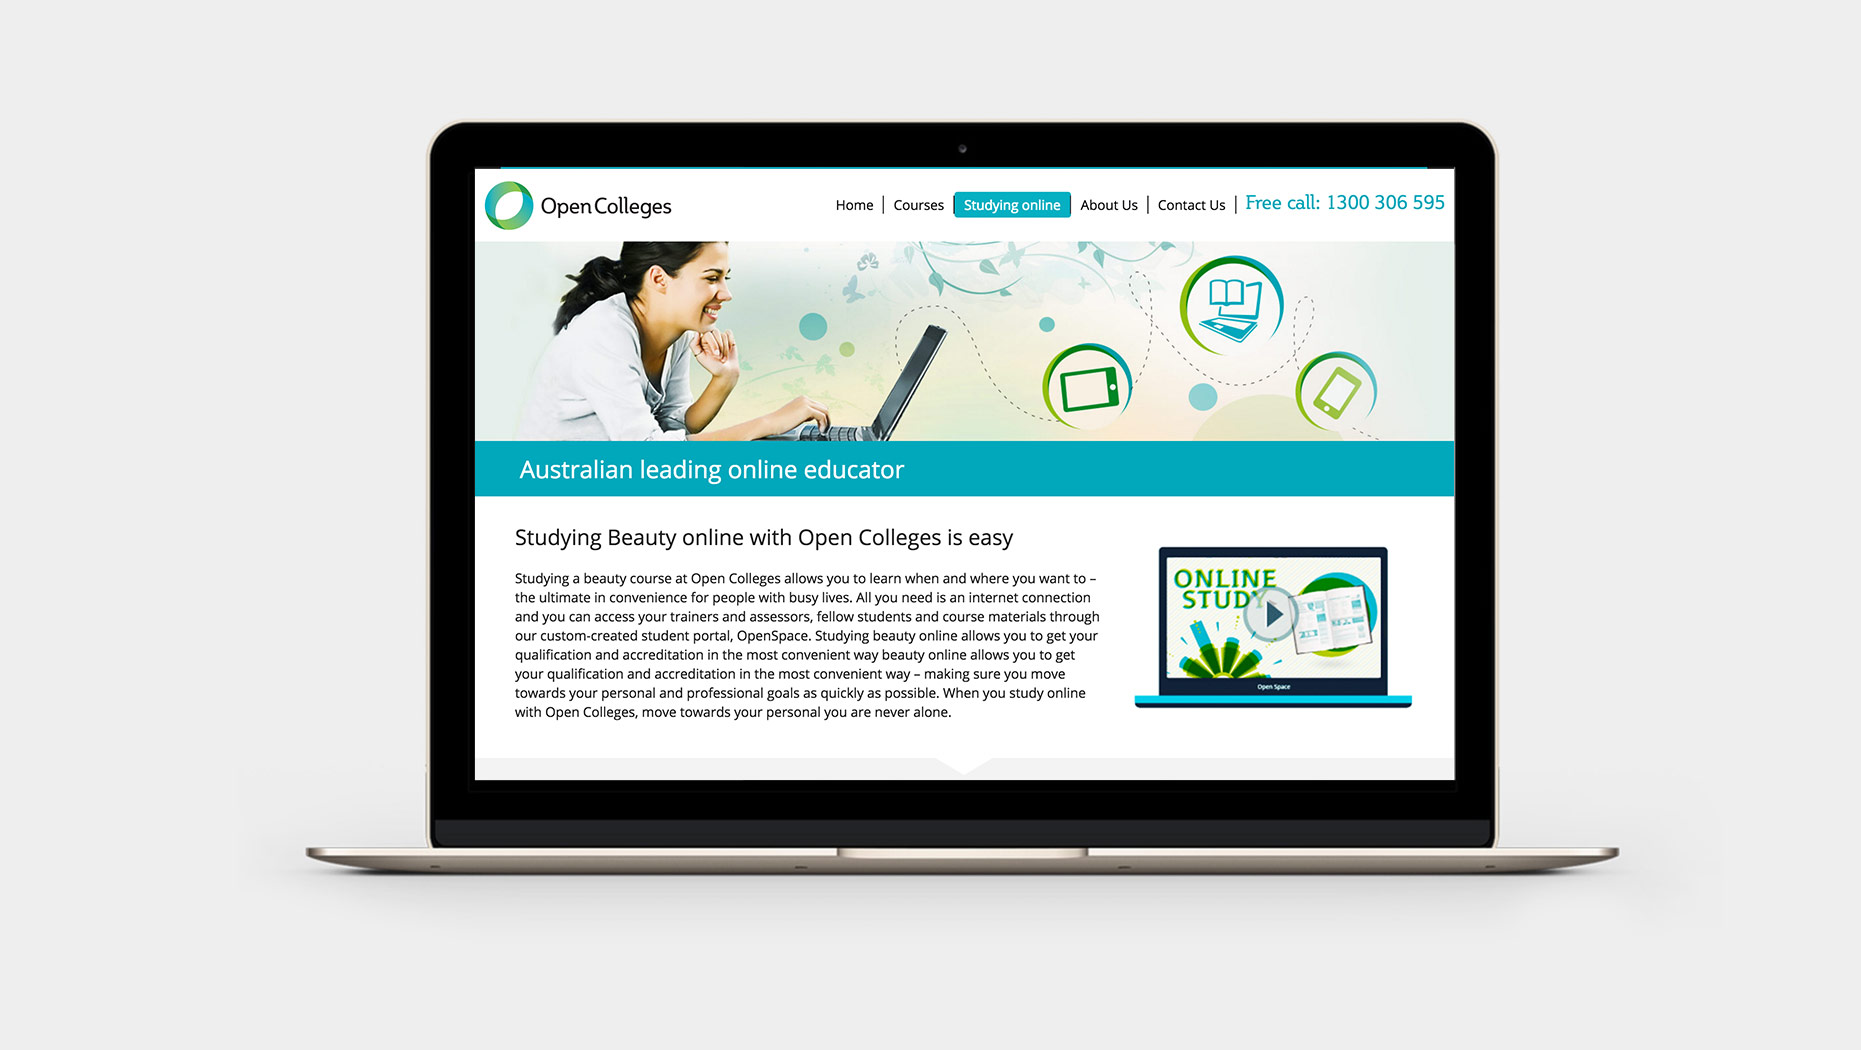 Open Colleges
Home | Courses | Studying online | About Us | Contact Us | Free call: 1300 306 595
Australian leading online educator
Studying Beauty online with Open Colleges is easy
Studying a beauty course at Open Colleges allows you to learn when and where you want to –
the ultimate in convenience for people with busy lives. All you need is an internet connection
and you can access your trainers and assessors, fellow students and course materials through
our custom-created student portal, OpenSpace. Studying beauty online allows you to get your
qualification and accreditation in the most convenient way beauty online allows you to get
your qualification and accreditation in the most convenient way – making sure you move
towards your personal and professional goals as quickly as possible. When you study online
with Open Colleges, move towards your personal you are never alone.
ONLINE
STUDY
Open Space